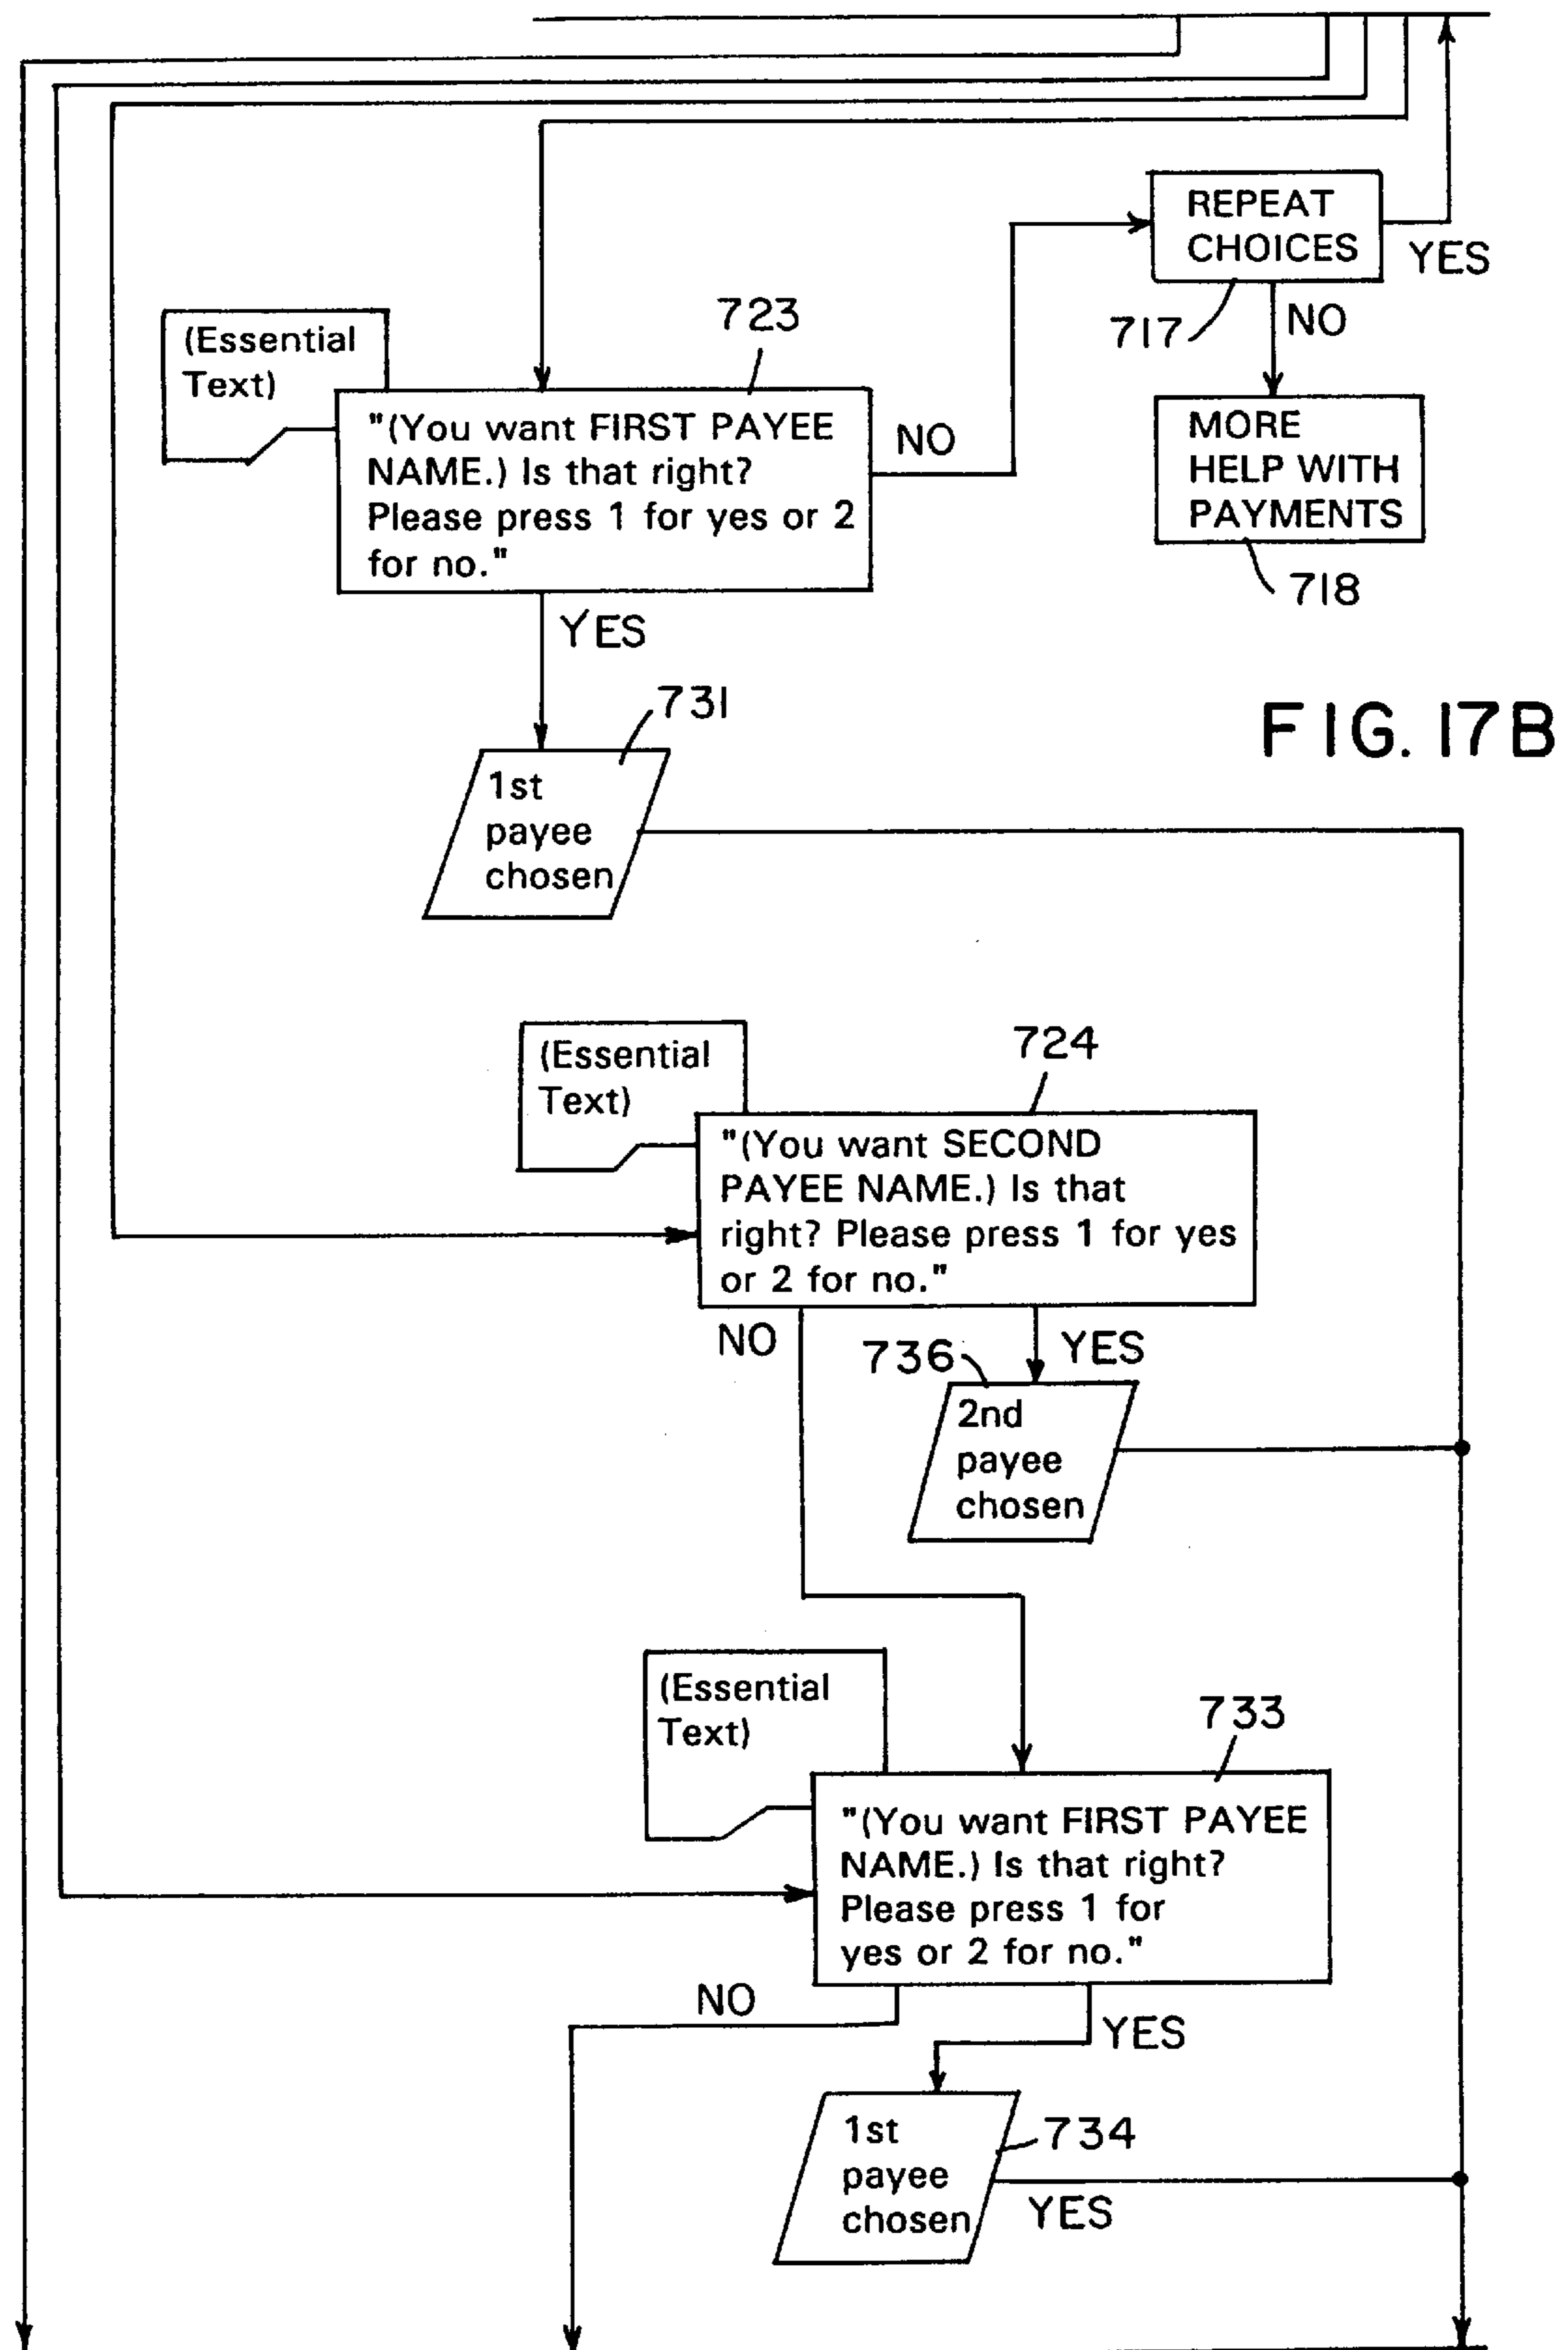 REPEAT
CHOICES
YES
717
NO
723
(Essential
Text)
"(You want FIRST PAYEE
NAME.) Is that right?
Please press 1 for yes or 2
for no."
NO
MORE
HELP WITH
PAYMENTS
718
YES
731
FIG. 17B
1st
payee
chosen
724
(Essential
Text)
"(You want SECOND
PAYEE NAME.) Is that
right? Please press 1 for yes
or 2 for no."
NO
736
YES
2nd
payee
chosen
(Essential
Text)
733
"(You want FIRST PAYEE
NAME.) Is that right?
Please press 1 for
yes or 2 for no."
NO
YES
1st
payee
chosen
734
YES